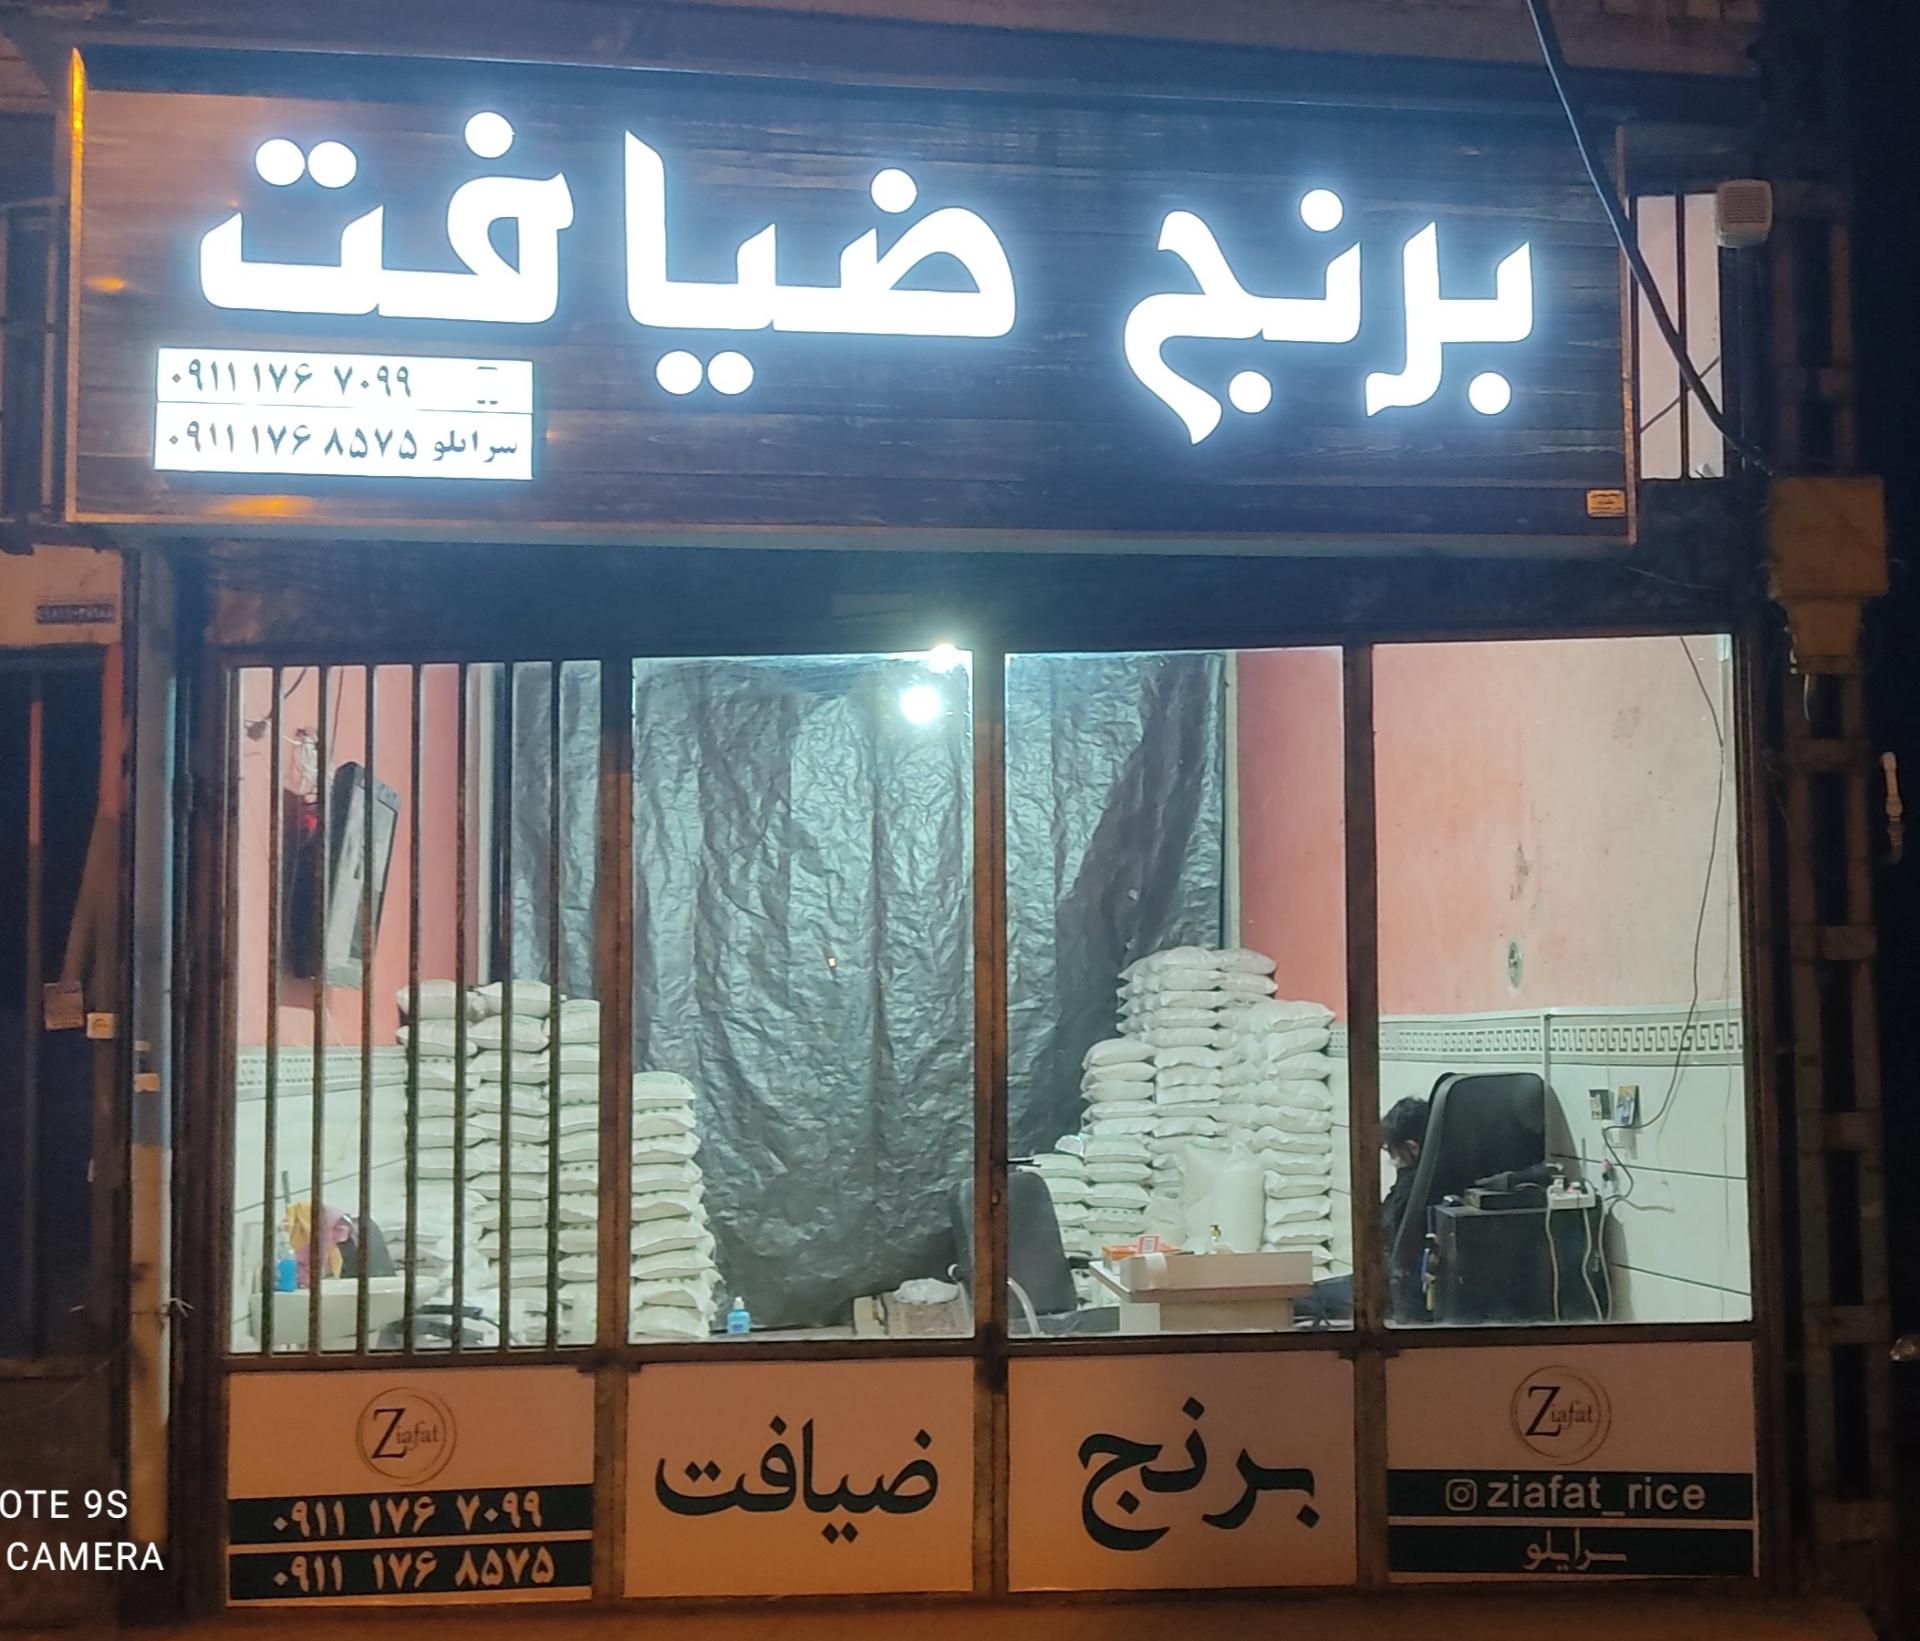 برنج ضیافت
۰۹۱۱ ۱۷۶ ۷۰۹۹
۰۹۱۱ ۱۷۶ ۸۵۷۵ سرایلو
Ziafat
ziafat_rice
سرایلو
برنج
ضیافت
Ziafat
۰۹۱۱ ۱۷۶ ۷۰۹۹
۰۹۱۱ ۱۷۶ ۸۵۷۵
OTE 9S
CAMERA